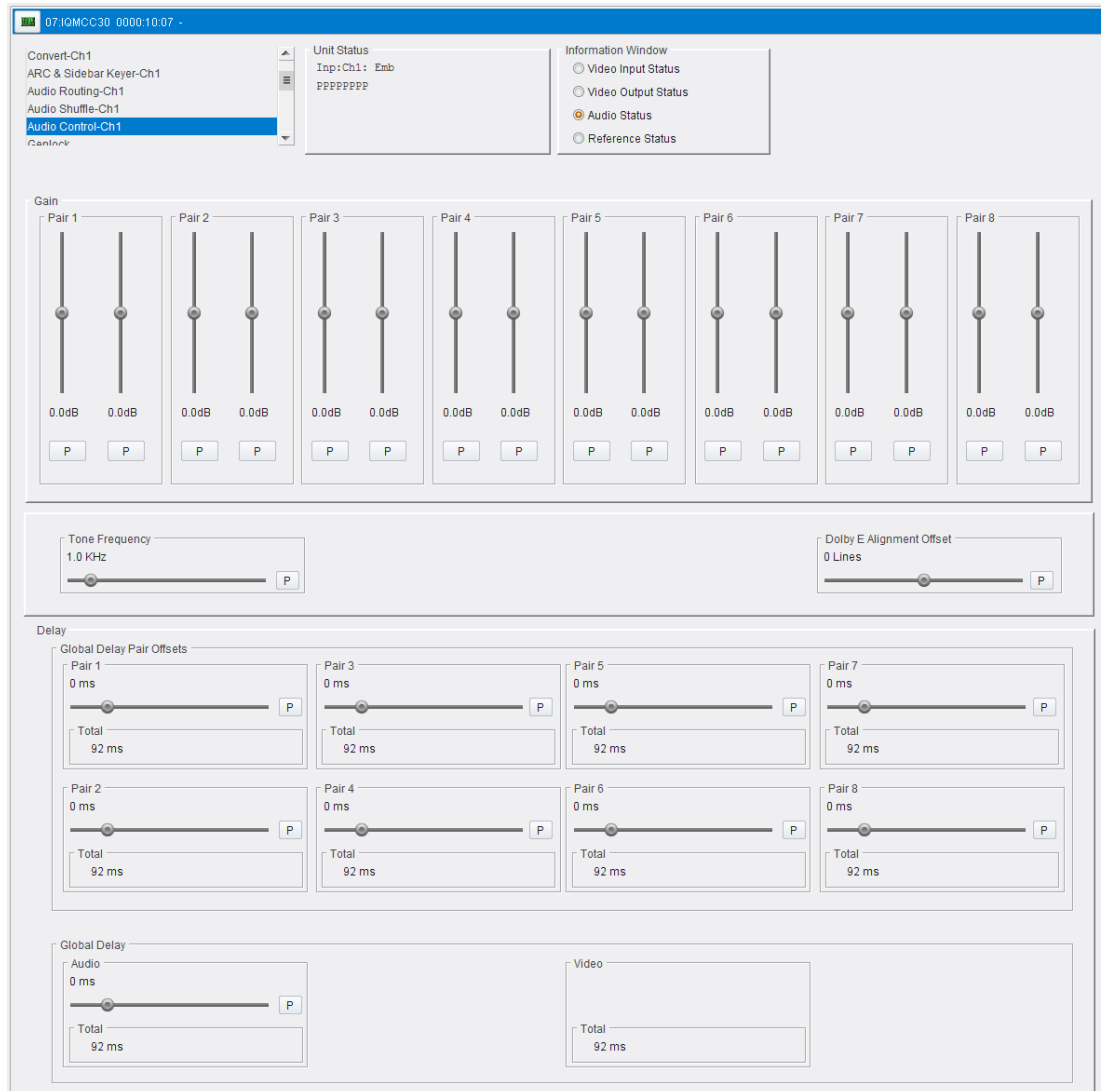 07:IQMCC30 0000:10:07 -
Convert-Ch1
ARC & Sidebar Keyer-Ch1
Audio Routing-Ch1
Audio Shuffle-Ch1
Audio Control-Ch1
Genlock
Unit Status
Inp:Ch1: Emb
PPPPPPPP
Information Window
Video Input Status
Video Output Status
Audio Status
Reference Status
Gain
Pair 1 Pair 2 Pair 3 Pair 4 Pair 5 Pair 6 Pair 7 Pair 8
0.0dB 0.0dB 0.0dB 0.0dB 0.0dB 0.0dB 0.0dB 0.0dB 0.0dB 0.0dB 0.0dB 0.0dB 0.0dB 0.0dB 0.0dB 0.0dB
P P P P P P P P P P P P P P P P
Tone Frequency
1.0 KHz
P
Dolby E Alignment Offset
0 Lines
P
Delay
Global Delay Pair Offsets
Pair 1 Pair 3 Pair 5 Pair 7
0 ms 0 ms 0 ms 0 ms
P P P P
Total Total Total Total
92 ms 92 ms 92 ms 92 ms
Pair 2 Pair 4 Pair 6 Pair 8
0 ms 0 ms 0 ms 0 ms
P P P P
Total Total Total Total
92 ms 92 ms 92 ms 92 ms
Global Delay
Audio Video
0 ms
P
Total Total
92 ms 92 ms